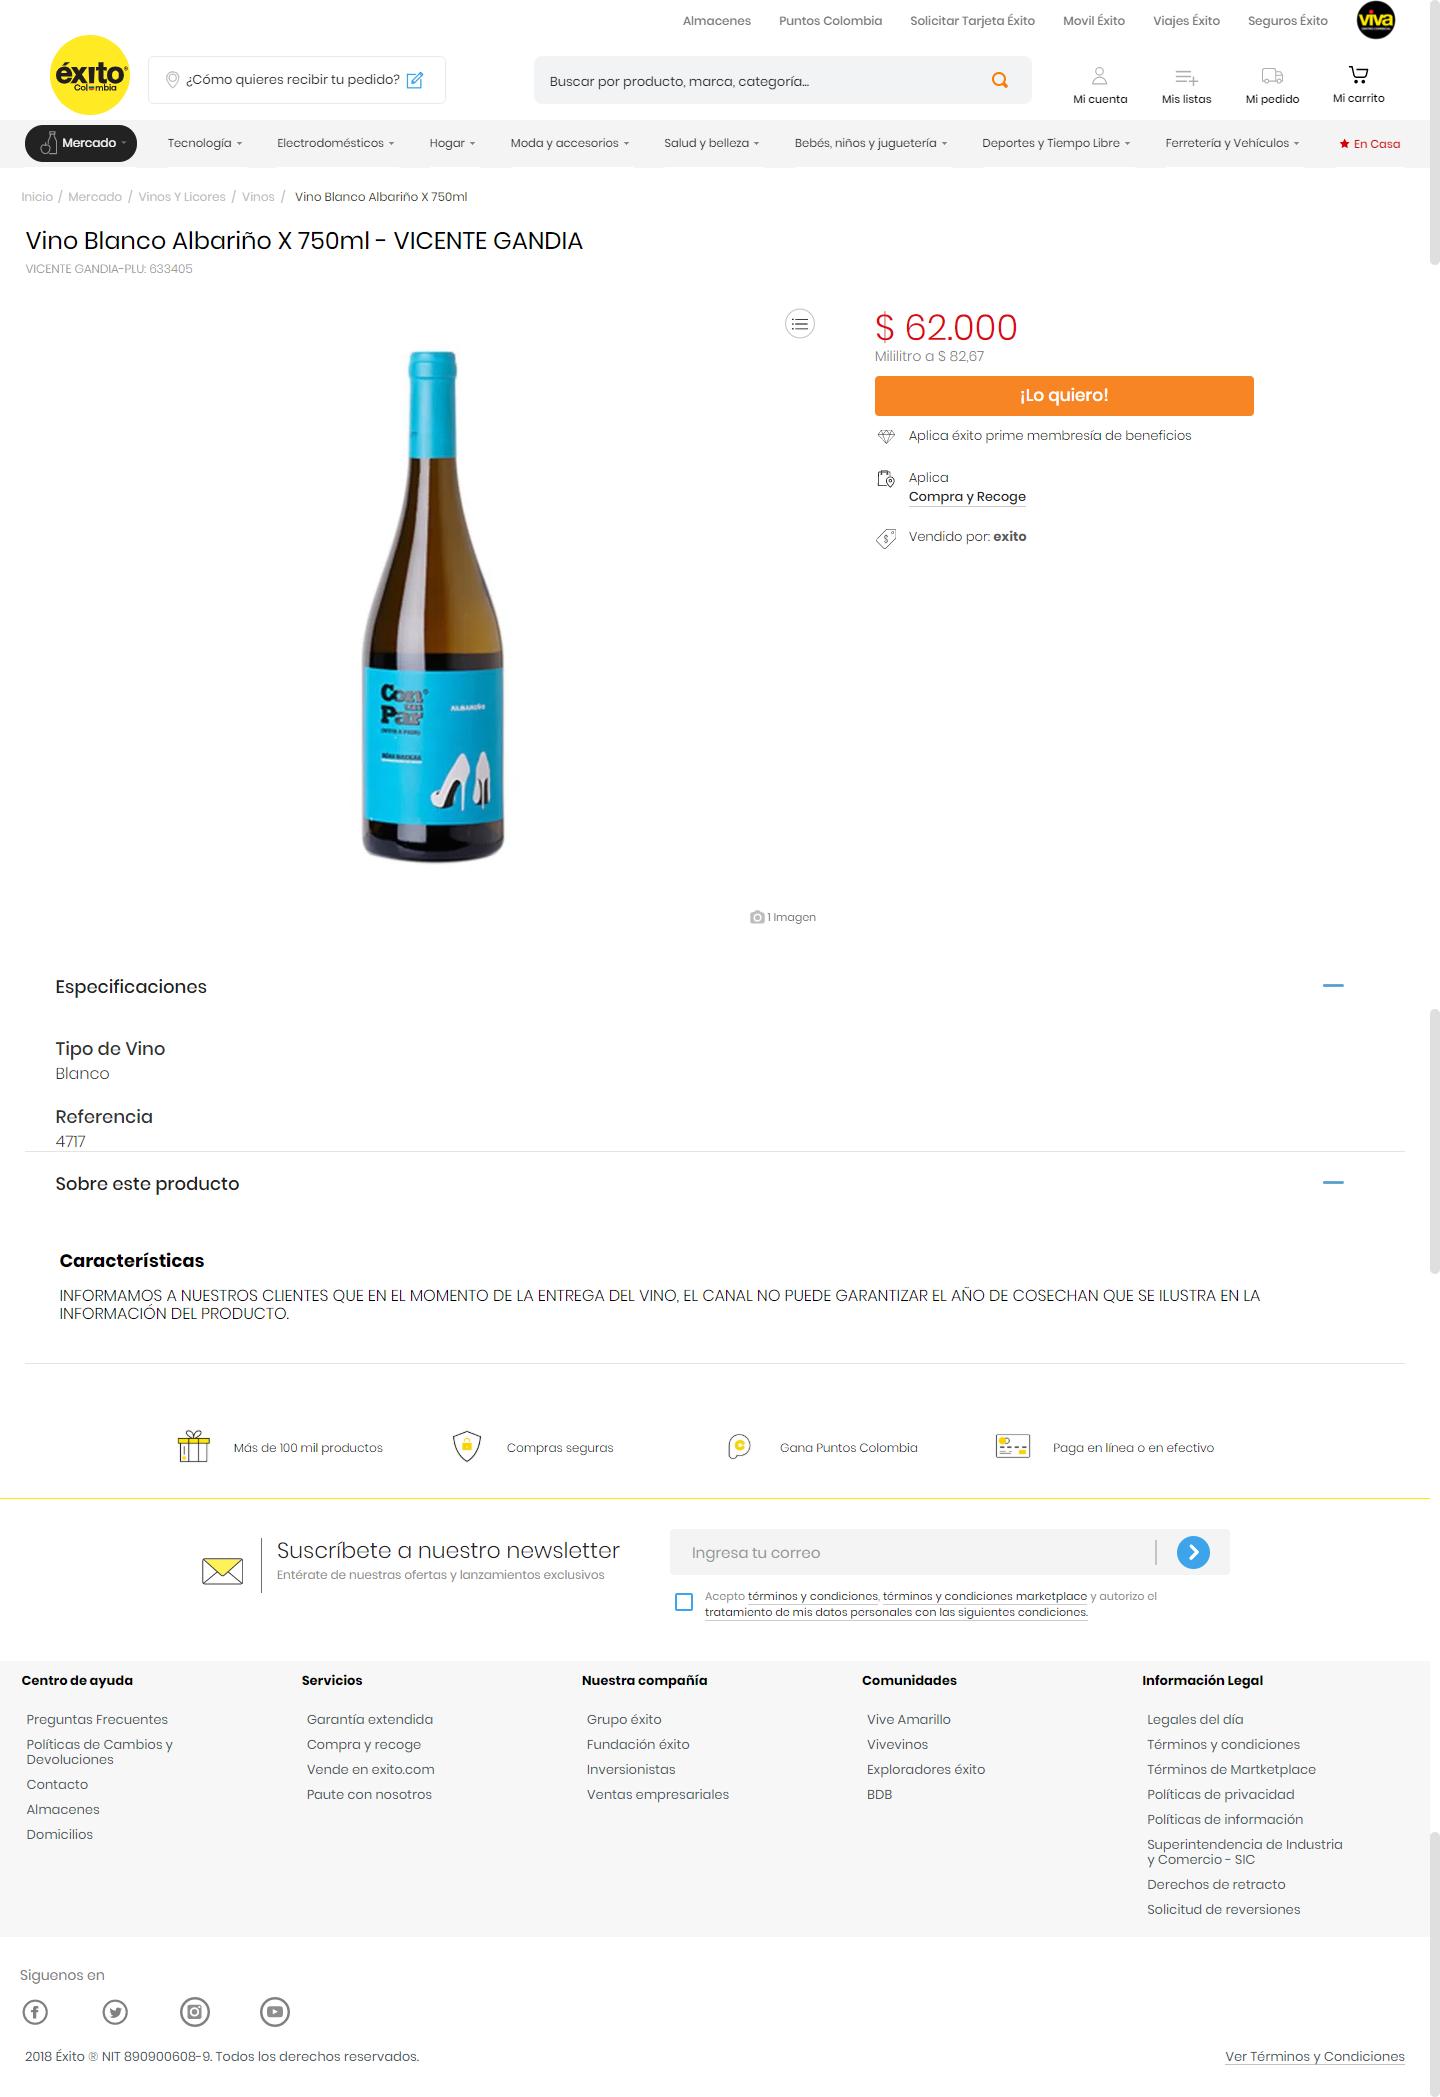 Almacenes Puntos Colombia Solicitar Tarjeta Éxito Movil Éxito Viajes Éxito Seguros Éxito viva
éxito
Colombia
¿Cómo quieres recibir tu pedido?
Buscar por producto, marca, categoría...
Mi cuenta Mis listas Mi pedido Mi carrito
Mercado Tecnología Electrodomésticos Hogar Moda y accesorios Salud y belleza Bebés, niños y juguetería Deportes y Tiempo Libre Ferretería y Vehículos En Casa
Inicio / Mercado / Vinos Y Licores / Vinos / Vino Blanco Albariño X 750ml
Vino Blanco Albariño X 750ml - VICENTE GANDIA
VICENTE GANDIA-PLU: 633405
$ 62.000
Mililitro a $ 82,67
¡Lo quiero!
Aplica éxito prime membresía de beneficios
Aplica
Compra y Recoge
Vendido por: exito
Con
un
Par
ALBARIÑO
1 Imagen
Especificaciones
Tipo de Vino
Blanco
Referencia
4717
Sobre este producto
Características
INFORMAMOS A NUESTROS CLIENTES QUE EN EL MOMENTO DE LA ENTREGA DEL VINO, EL CANAL NO PUEDE GARANTIZAR EL AÑO DE COSECHAN QUE SE ILUSTRA EN LA
INFORMACIÓN DEL PRODUCTO.
Más de 100 mil productos Compras seguras Gana Puntos Colombia Paga en línea o en efectivo
Suscríbete a nuestro newsletter
Entérate de nuestras ofertas y lanzamientos exclusivos
Ingresa tu correo
Acepto términos y condiciones, términos y condiciones marketplace y autorizo el
tratamiento de mis datos personales con las siguientes condiciones.
Centro de ayuda
Preguntas Frecuentes
Políticas de Cambios y
Devoluciones
Contacto
Almacenes
Domicilios
Servicios
Garantía extendida
Compra y recoge
Vende en exito.com
Paute con nosotros
Nuestra compañía
Grupo éxito
Fundación éxito
Inversionistas
Ventas empresariales
Comunidades
Vive Amarillo
Vivevinos
Exploradores éxito
BDB
Información Legal
Legales del día
Términos y condiciones
Términos de Martketplace
Políticas de privacidad
Políticas de información
Superintendencia de Industria
y Comercio - SIC
Derechos de retracto
Solicitud de reversiones
Siguenos en
2018 Éxito ® NIT 890900608-9. Todos los derechos reservados.
Ver Términos y Condiciones